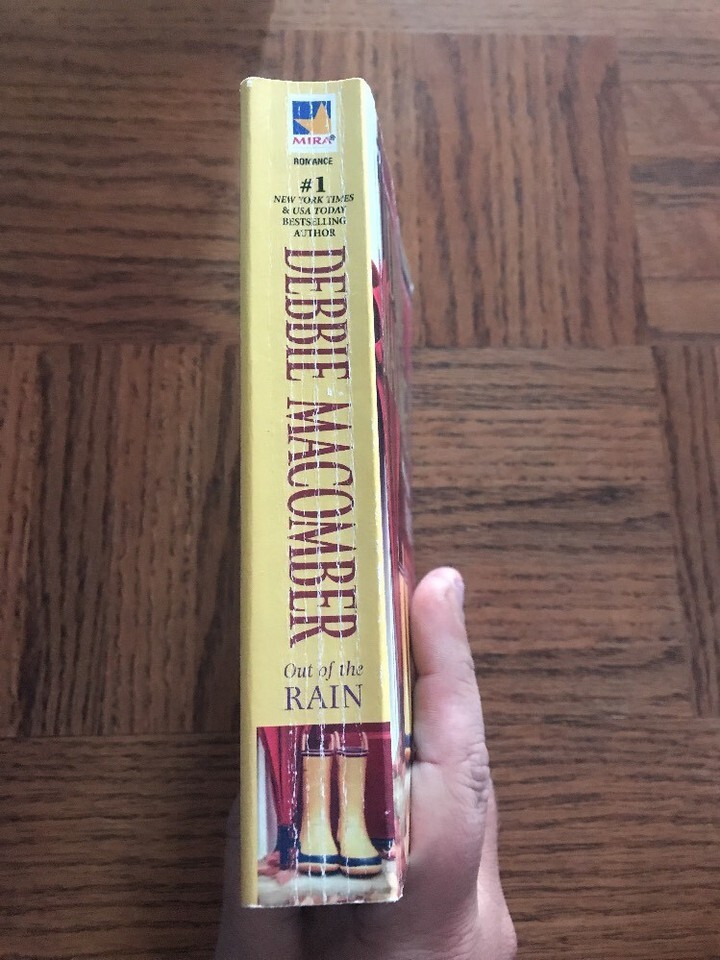 MIRA®
ROMANCE
#1
NEW YORK TIMES
& USA TODAY
BESTSELLING
AUTHOR
DEBBIE MACOMBER
Out of the
RAIN